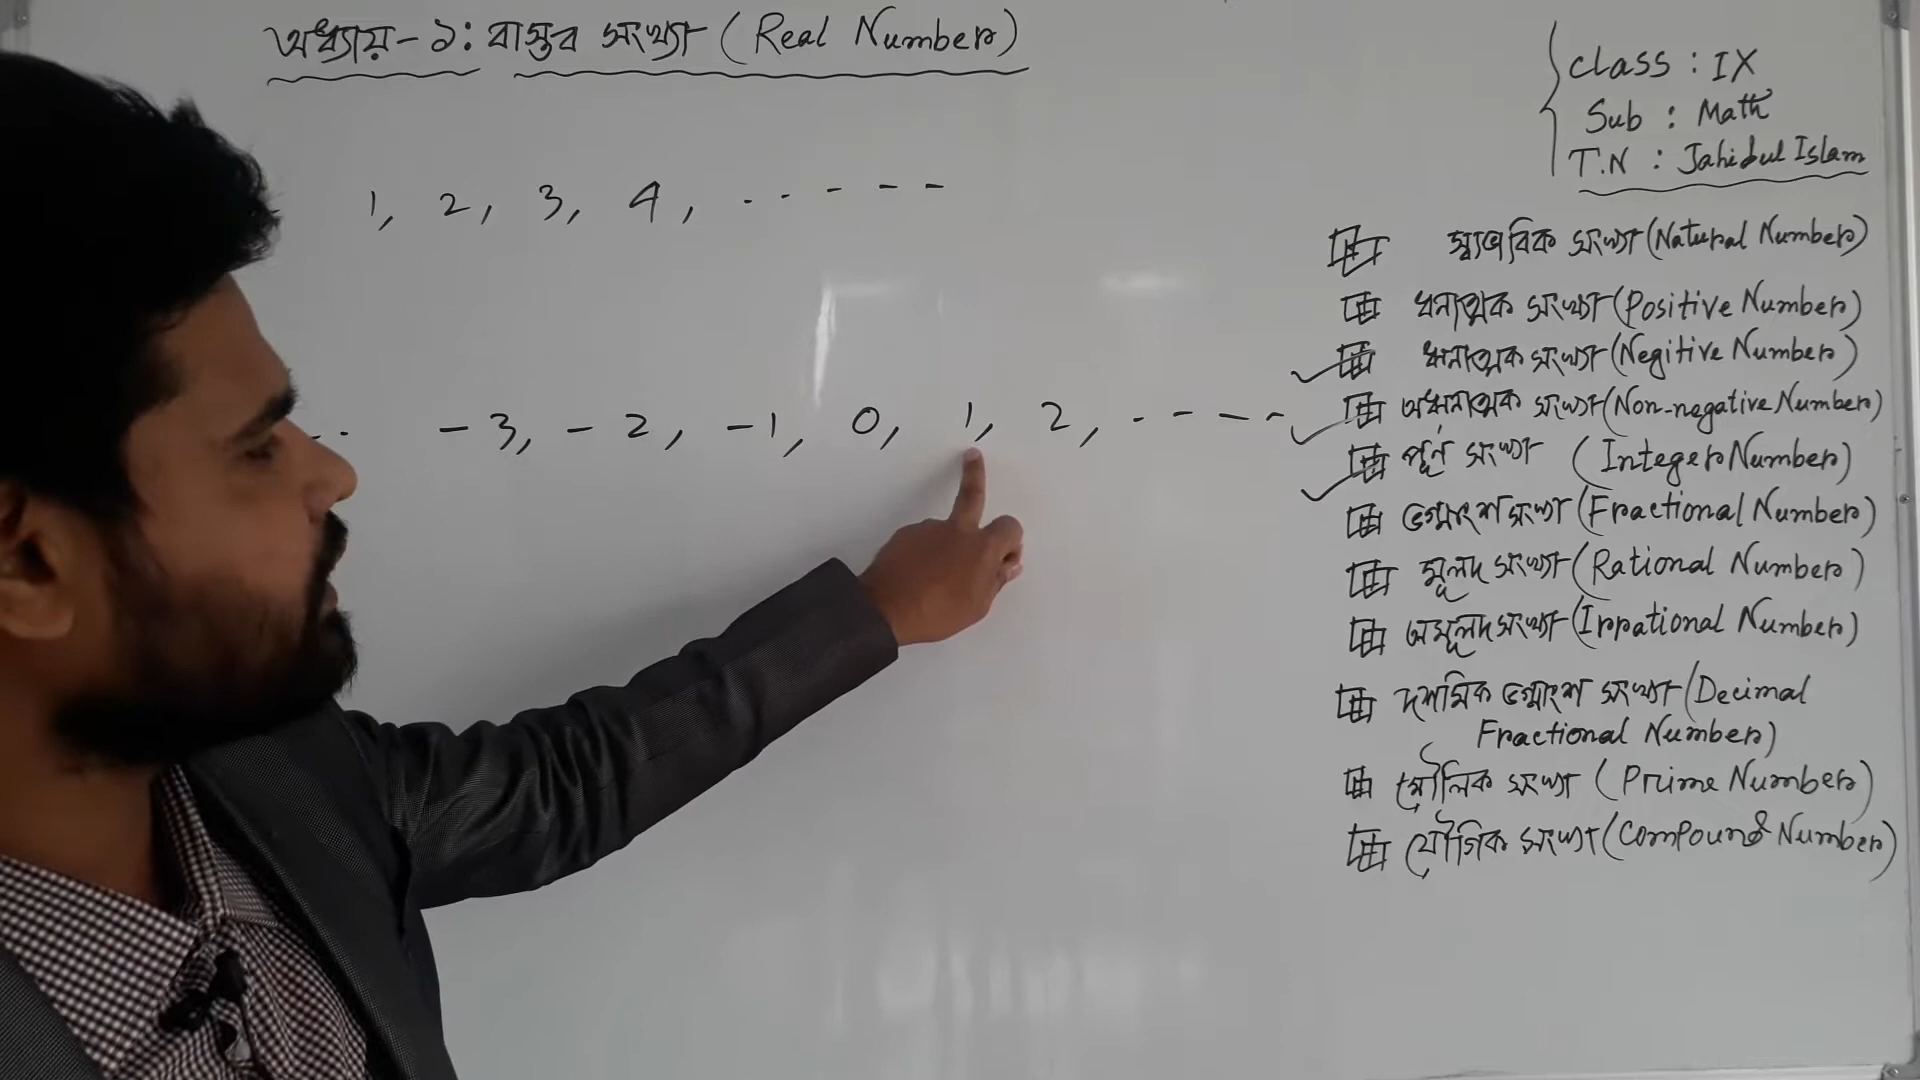 অধ্যায়-১: বাস্তব সংখ্যা (Real Number)
class : IX
Sub : Math
T.N : Jahidul Islam
1, 2, 3, 4, . . - - -
.. -3, -2, -1, 0, 1, 2, . - - - -
স্বাভাবিক সংখ্যা (Natural Number)
ধনাত্মক সংখ্যা (Positive Number)
ঋনাত্মক সংখ্যা (Negitive Number)
অঋনাত্মক সংখ্যা (Non-negative Number)
পূর্ণ সংখ্যা (Integer Number)
ভগ্নাংশ সংখ্যা (Fractional Number)
মূলদ সংখ্যা (Rational Number)
অমূলদ সংখ্যা (Irrational Number)
দশমিক ভগ্নাংশ সংখ্যা (Decimal
Fractional Number)
মৌলিক সংখ্যা (Prime Number)
যৌগিক সংখ্যা (Compound Number)